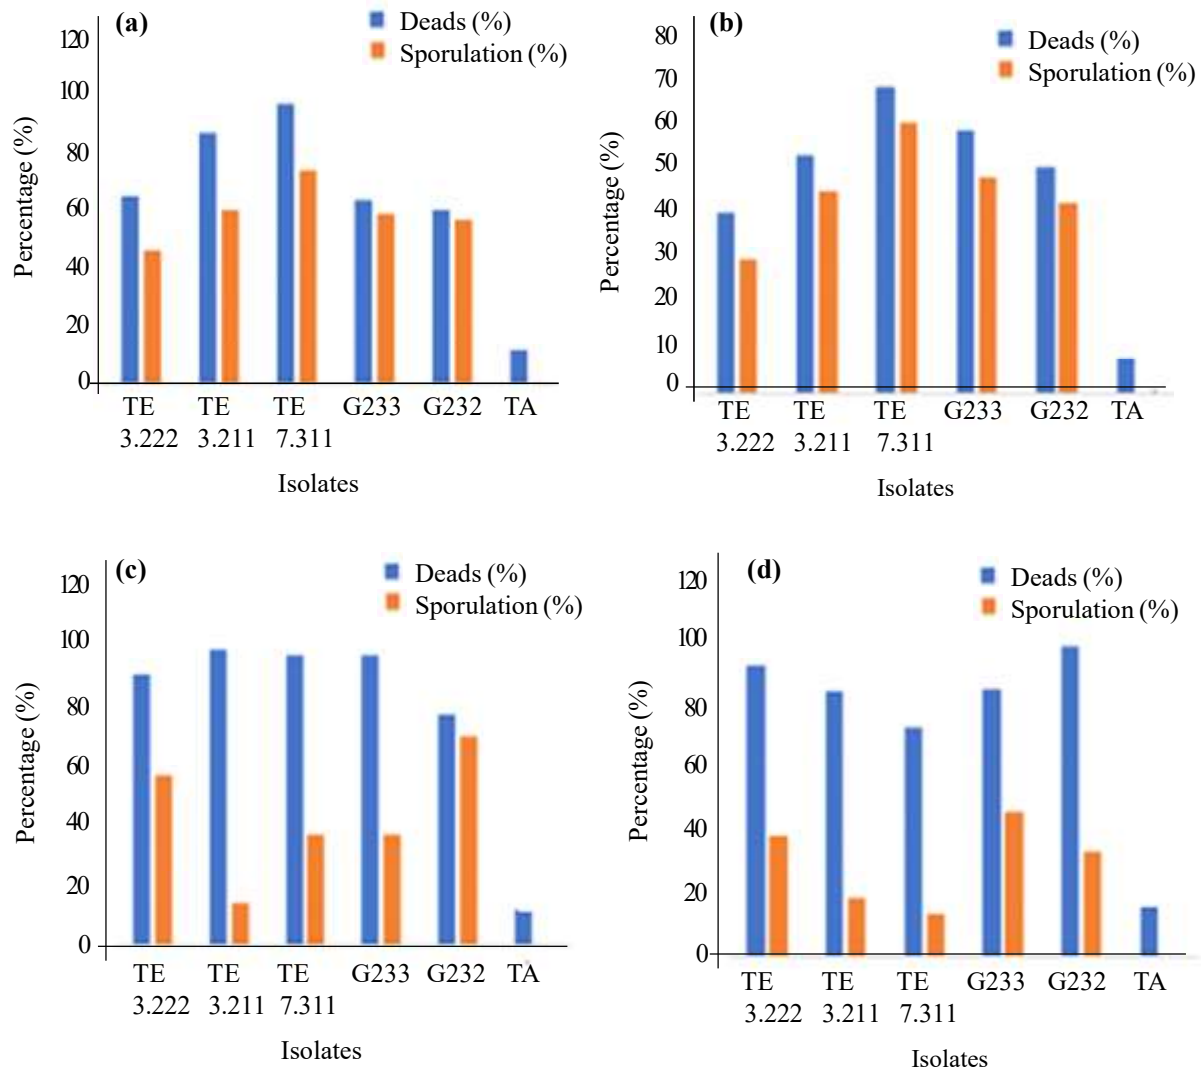 (a)
Deads (%)
Sporulation (%)
120
100
80
60
40
20
0
Percentage (%)
TE 3.222
TE 3.211
TE 7.311
G233
G232
TA
Isolates
(b)
Deads (%)
Sporulation (%)
80
70
60
50
40
30
20
10
0
Percentage (%)
TE 3.222
TE 3.211
TE 7.311
G233
G232
TA
Isolates
(c)
Deads (%)
Sporulation (%)
120
100
80
60
40
20
0
Percentage (%)
TE 3.222
TE 3.211
TE 7.311
G233
G232
TA
Isolates
(d)
Deads (%)
Sporulation (%)
120
100
80
60
40
20
0
Percentage (%)
TE 3.222
TE 3.211
TE 7.311
G233
G232
TA
Isolates